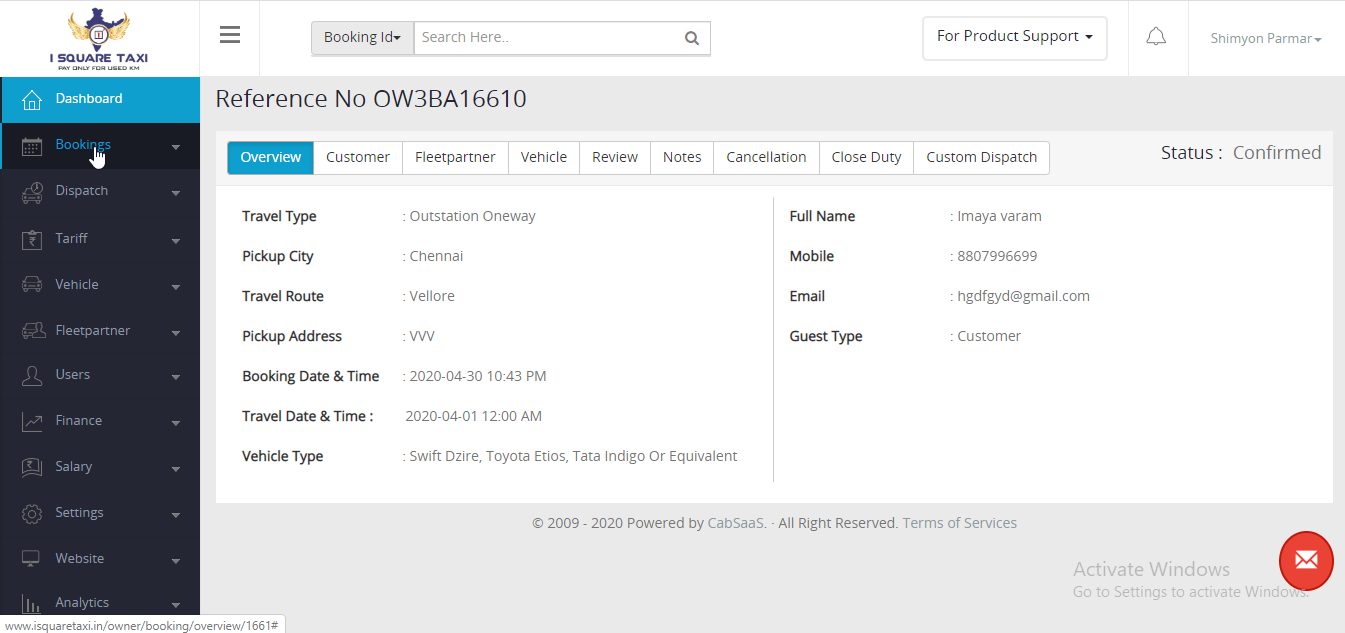 I SQUARE TAXI
PAY ONLY FOR USED KM
Booking Id
Search Here..
For Product Support
Shimyon Parmar
Dashboard
Bookings
Dispatch
Tariff
Vehicle
Fleetpartner
Users
Finance
Salary
Settings
Website
Analytics
Reference No OW3BA16610
Overview Customer Fleetpartner Vehicle Review Notes Cancellation Close Duty Custom Dispatch
Status : Confirmed
Travel Type : Outstation Oneway
Pickup City : Chennai
Travel Route : Vellore
Pickup Address : VVV
Booking Date & Time : 2020-04-30 10:43 PM
Travel Date & Time : 2020-04-01 12:00 AM
Vehicle Type : Swift Dzire, Toyota Etios, Tata Indigo Or Equivalent
Full Name : Imaya varam
Mobile : 8807996699
Email : hgdfgyd@gmail.com
Guest Type : Customer
© 2009 - 2020 Powered by CabSaaS. · All Right Reserved. Terms of Services
Activate Windows
Go to Settings to activate Windows.
www.isquaretaxi.in/owner/booking/overview/1661#